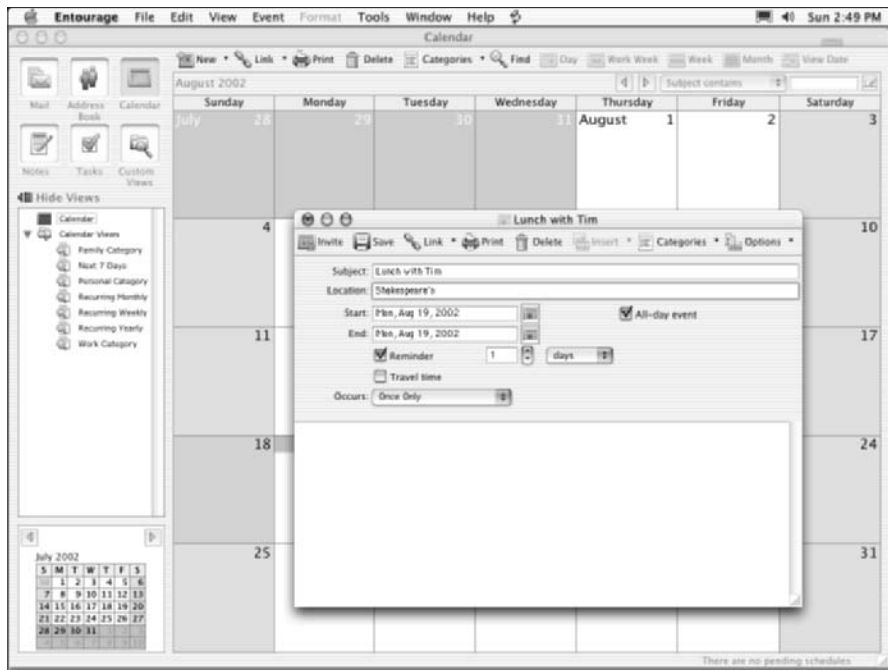 Entourage File Edit View Event Format Tools Window Help Sun 2:49 PM
Calendar
New Link Print Delete Categories Find Day Work Week Week Month View Date
Mail Address Book Calendar
Notes Tasks Custom Views
Hide Views
Calendar
Calendar Views
Family Category
Next 7 Days
Personal Category
Recurring Monthly
Recurring Weekly
Recurring Yearly
Work Category
July 2002
S M T W T F S
1 2 3 4 5 6
7 8 9 10 11 12 13
14 15 16 17 18 19 20
21 22 23 24 25 26 27
28 29 30 31
August 2002 Subject contains
Sunday Monday Tuesday Wednesday Thursday Friday Saturday
July 28 29 30 31 August 1 2 3
4 10
11 17
18 24
25 31
Lunch with Tim
Invite Save Link Print Delete Insert Categories Options
Subject: Lunch with Tim
Location: Shakespeare's
Start: Mon, Aug 19, 2002 All-day event
End: Mon, Aug 19, 2002
Reminder 1 days
Travel time
Occurs: Once Only
There are no pending schedules